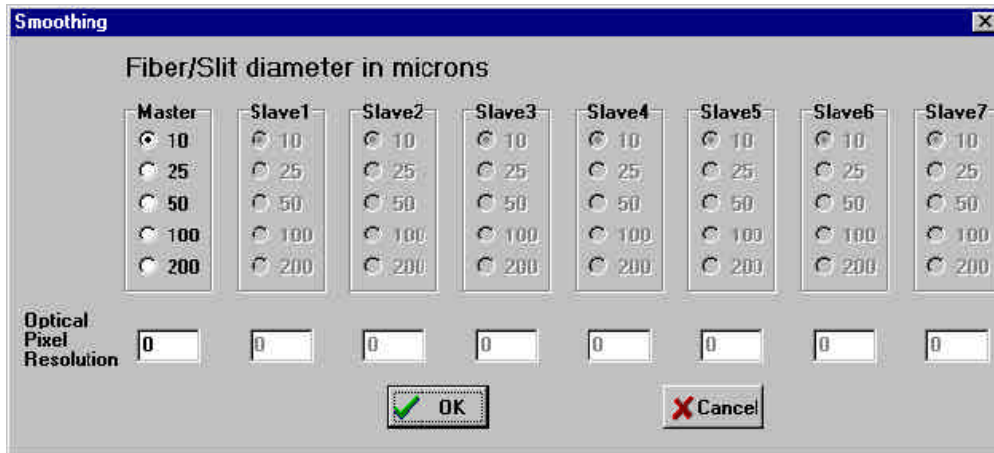 Smoothing
Fiber/Slit diameter in microns
Master Slave1 Slave2 Slave3 Slave4 Slave5 Slave6 Slave7
10 10 10 10 10 10 10 10
25 25 25 25 25 25 25 25
50 50 50 50 50 50 50 50
100 100 100 100 100 100 100 100
200 200 200 200 200 200 200 200
Optical
Pixel
Resolution
0 0 0 0 0 0 0 0
OK Cancel